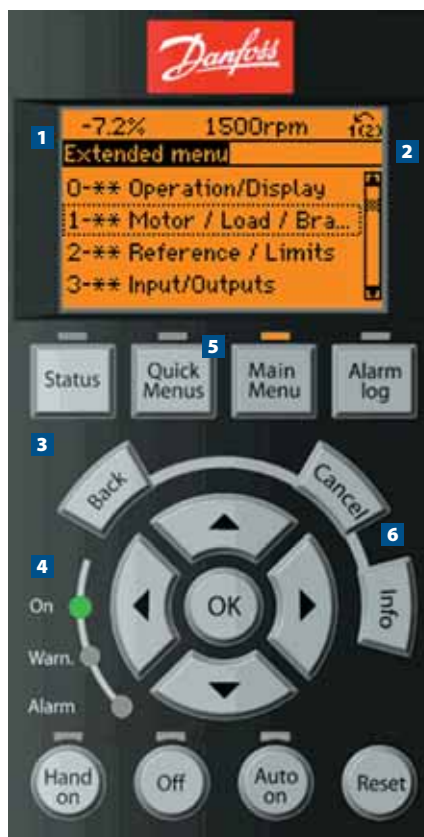 Danfoss
-7.2% 1500rpm 1(2)
1
2
Extended menu
0-** Operation/Display
1-** Motor / Load / Bra...
2-** Reference / Limits
3-** Input/Outputs
5
Status
Quick Menus
Main Menu
Alarm log
3
Back
Cancel
6
4
Info
On
OK
Warn.
Alarm
Hand on
Off
Auto on
Reset